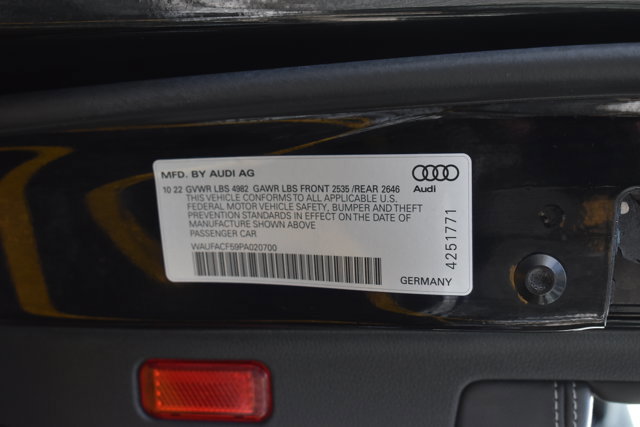 MFD. BY AUDI AG
10 22 GVWR LBS 4982 GAWR LBS FRONT 2535 /REAR 2646
THIS VEHICLE CONFORMS TO ALL APPLICABLE U.S.
FEDERAL MOTOR VEHICLE SAFETY, BUMPER AND THEFT
PREVENTION STANDARDS IN EFFECT ON THE DATE OF
MANUFACTURE SHOWN ABOVE
PASSENGER CAR
WAUFACF59PA020700
Audi
4251771
GERMANY